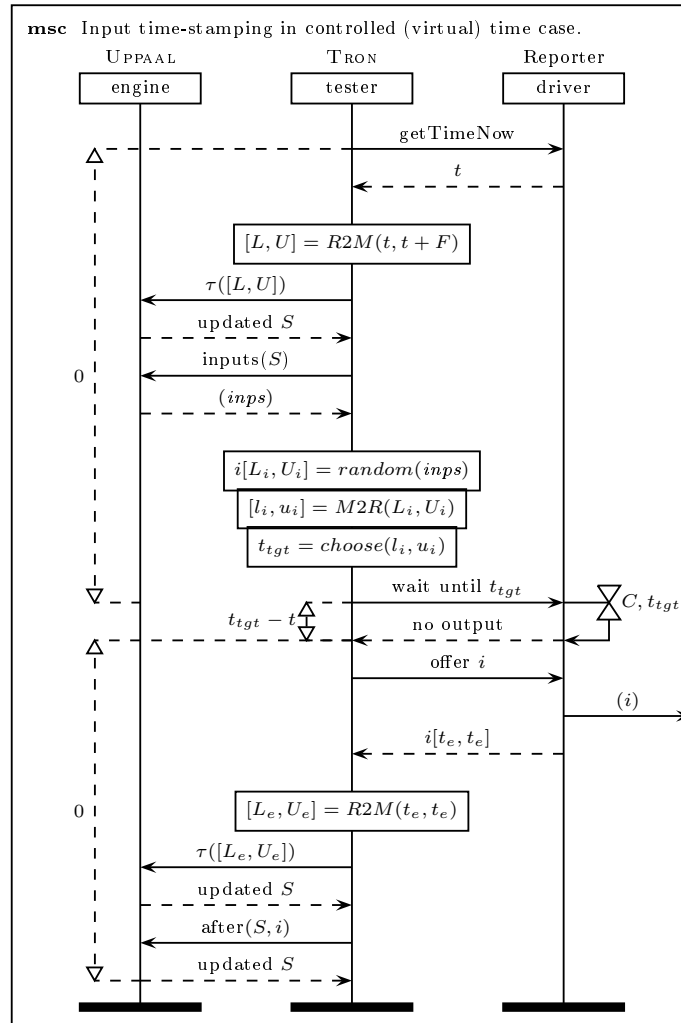 msc Input time-stamping in controlled (virtual) time case.
UPPAAL TRON Reporter
engine tester driver
getTimeNow
t
[L, U] = R2M(t, t + F)
τ([L, U])
updated S
inputs(S)
0
(inps)
i[L_i, U_i] = random(inps)
[l_i, u_i] = M2R(L_i, U_i)
t_tgt = choose(l_i, u_i)
wait until t_tgt
C, t_tgt
t_tgt − t
no output
offer i
(i)
i[t_e, t_e]
[L_e, U_e] = R2M(t_e, t_e)
0
τ([L_e, U_e])
updated S
after(S, i)
updated S